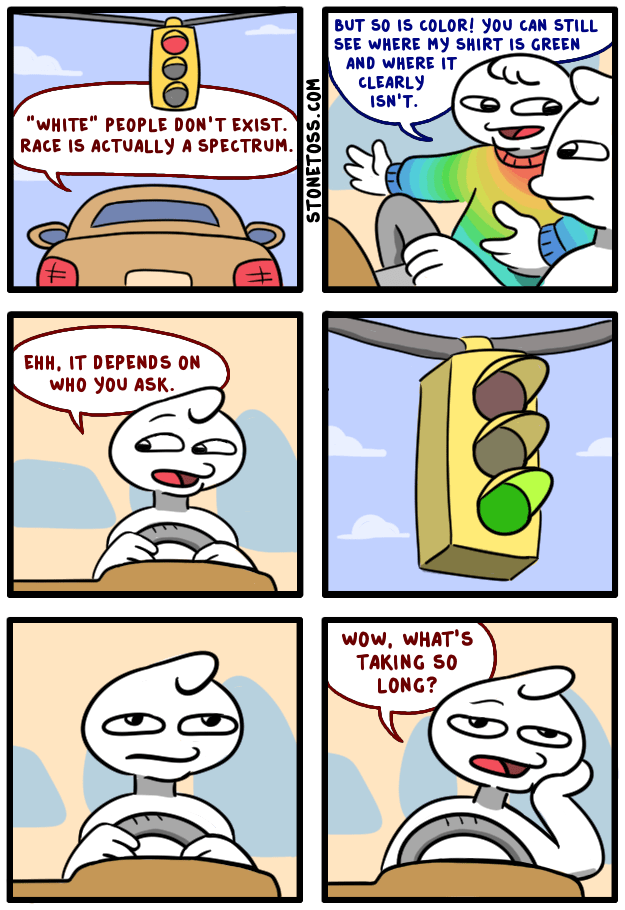 "WHITE" PEOPLE DON'T EXIST.
RACE IS ACTUALLY A SPECTRUM.
BUT SO IS COLOR! YOU CAN STILL
SEE WHERE MY SHIRT IS GREEN
AND WHERE IT
CLEARLY
ISN'T.
STONETOSS.COM
EHH, IT DEPENDS ON
WHO YOU ASK.
WOW, WHAT'S
TAKING SO
LONG?